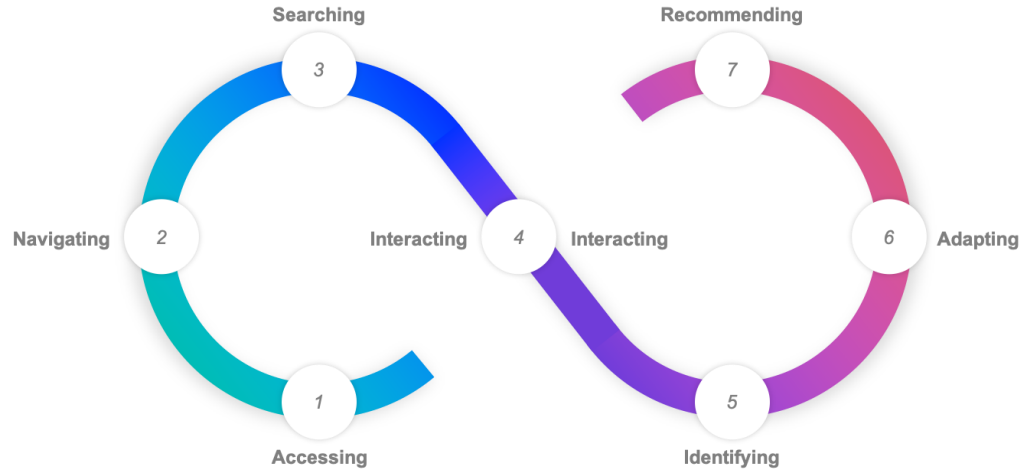 Searching
Recommending
3
7
Navigating
2
Interacting
4
Interacting
6
Adapting
1
5
Accessing
Identifying